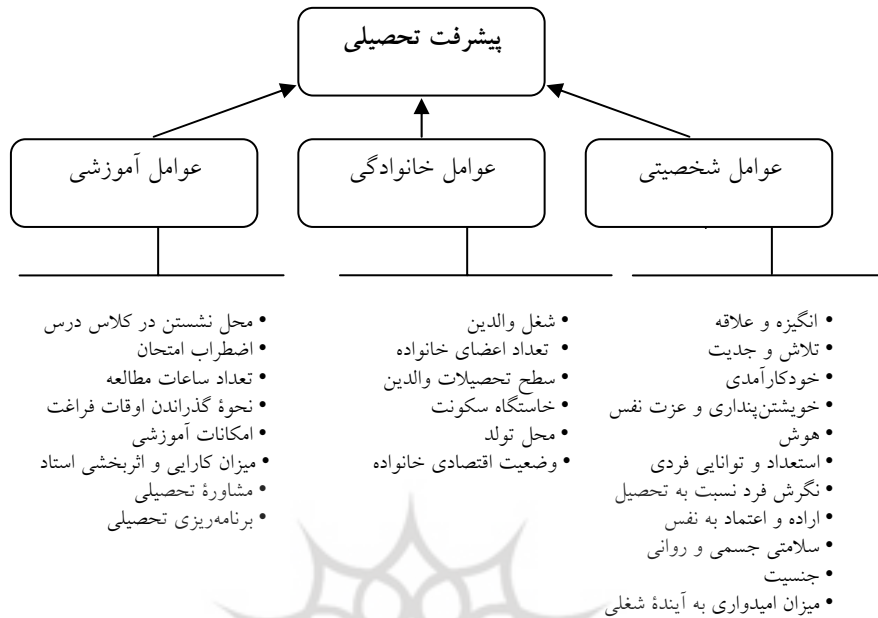 پیشرفت تحصیلی
عوامل شخصیتی
عوامل خانوادگی
عوامل آموزشی
• انگیزه و علاقه
• تلاش و جدیت
• خودکارآمدی
• خویشتن‌پنداری و عزت نفس
• هوش
• استعداد و توانایی فردی
• نگرش فرد نسبت به تحصیل
• اراده و اعتماد به نفس
• سلامتی جسمی و روانی
• جنسیت
• میزان امیدواری به آیندهٔ شغلی
• شغل والدین
• تعداد اعضای خانواده
• سطح تحصیلات والدین
• خاستگاه سکونت
• محل تولد
• وضعیت اقتصادی خانواده
• محل نشستن در کلاس درس
• اضطراب امتحان
• تعداد ساعات مطالعه
• نحوهٔ گذراندن اوقات فراغت
• امکانات آموزشی
• میزان کارایی و اثربخشی استاد
• مشاورهٔ تحصیلی
• برنامه‌ریزی تحصیلی